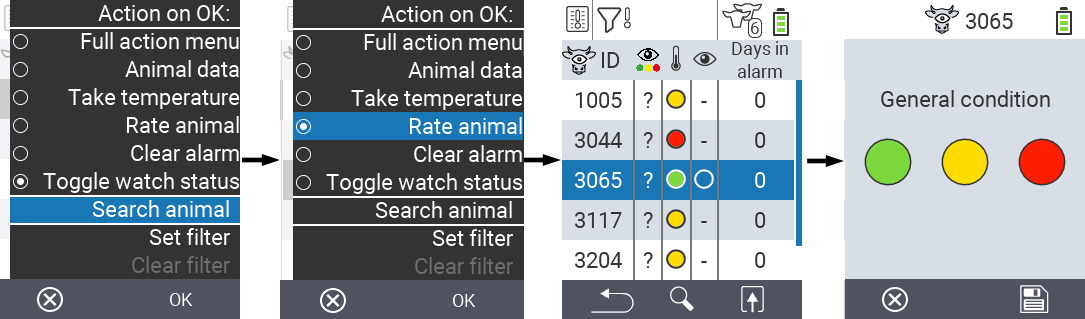 Action on OK:
Full action menu
Animal data
Take temperature
Rate animal
Clear alarm
Toggle watch status
Search animal
Set filter
Clear filter
OK
Action on OK:
Full action menu
Animal data
Take temperature
Rate animal
Clear alarm
Toggle watch status
Search animal
Set filter
Clear filter
OK
6
ID Days in
alarm
1005 ? - 0
3044 ? - 0
3065 ? 0
3117 ? - 0
3204 ? - 0
3065
General condition